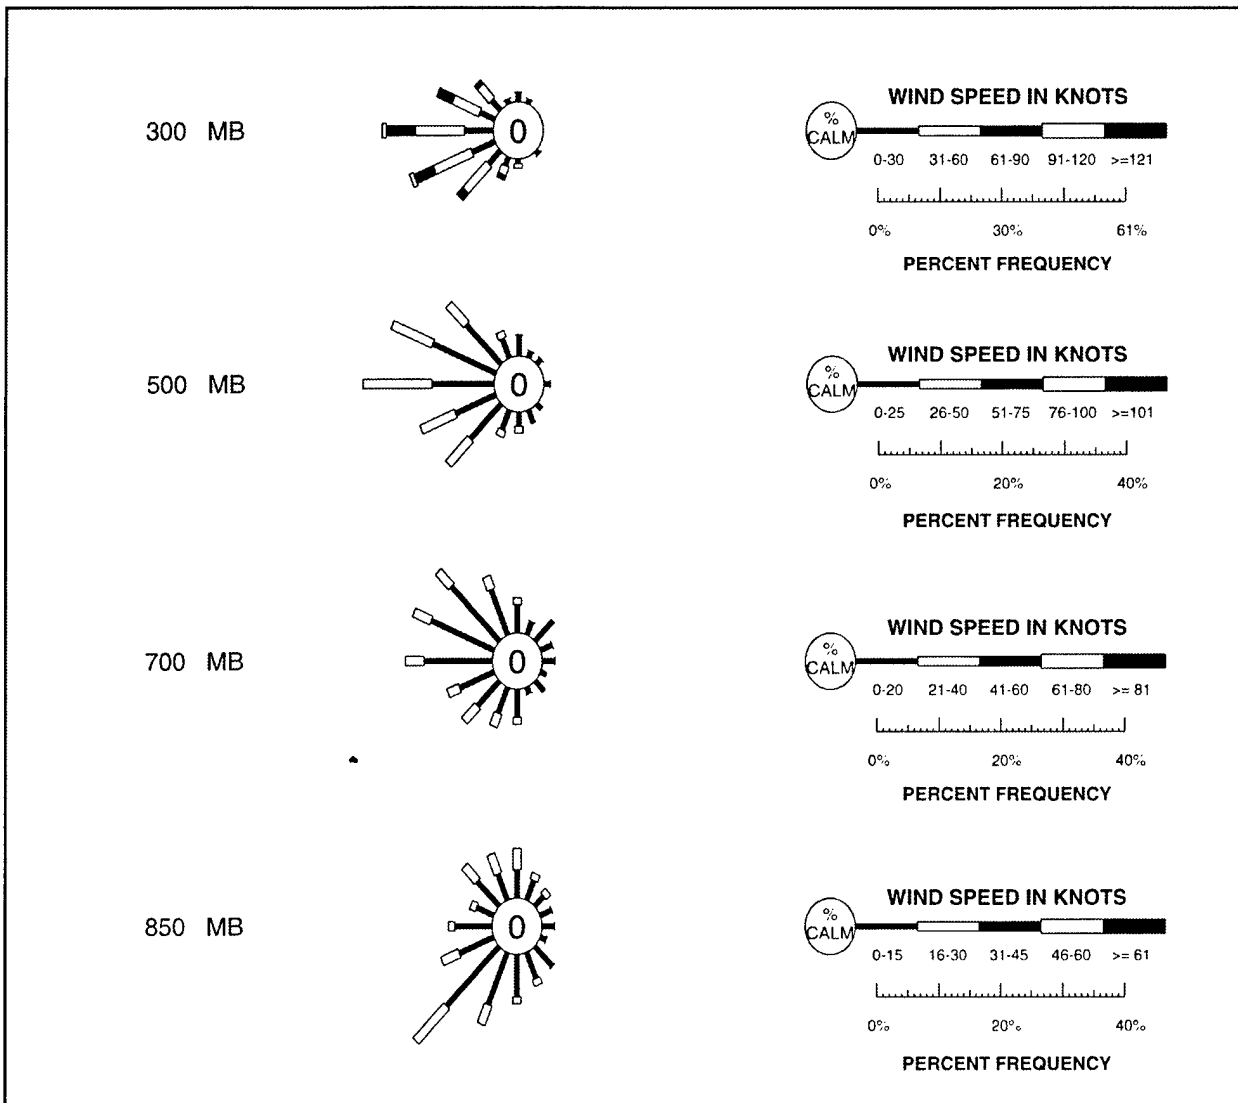 300 MB
0
WIND SPEED IN KNOTS
% CALM
0-30 31-60 61-90 91-120 >=121
0% 30% 61%
PERCENT FREQUENCY
500 MB
0
WIND SPEED IN KNOTS
% CALM
0-25 26-50 51-75 76-100 >=101
0% 20% 40%
PERCENT FREQUENCY
700 MB
0
WIND SPEED IN KNOTS
% CALM
0-20 21-40 41-60 61-80 >= 81
0% 20% 40%
PERCENT FREQUENCY
850 MB
0
WIND SPEED IN KNOTS
% CALM
0-15 16-30 31-45 46-60 >= 61
0% 20% 40%
PERCENT FREQUENCY